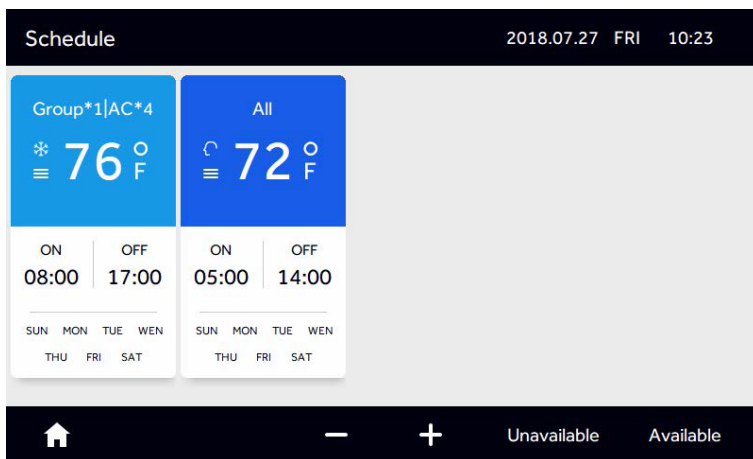 Schedule 2018.07.27 FRI 10:23
Group*1|AC*4
76 °F
ON OFF
08:00 17:00
SUN MON TUE WEN
THU FRI SAT
All
72 °F
ON OFF
05:00 14:00
SUN MON TUE WEN
THU FRI SAT
− + Unavailable Available